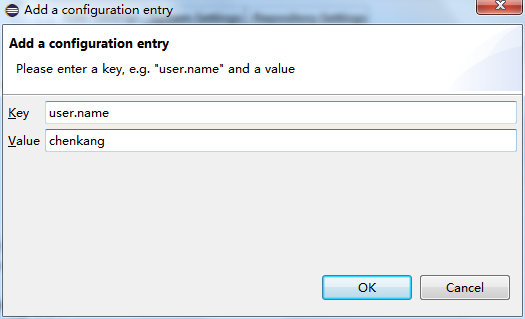 Add a configuration entry
Add a configuration entry
Please enter a key, e.g. "user.name" and a value
Key user.name
Value chenkang
OK Cancel